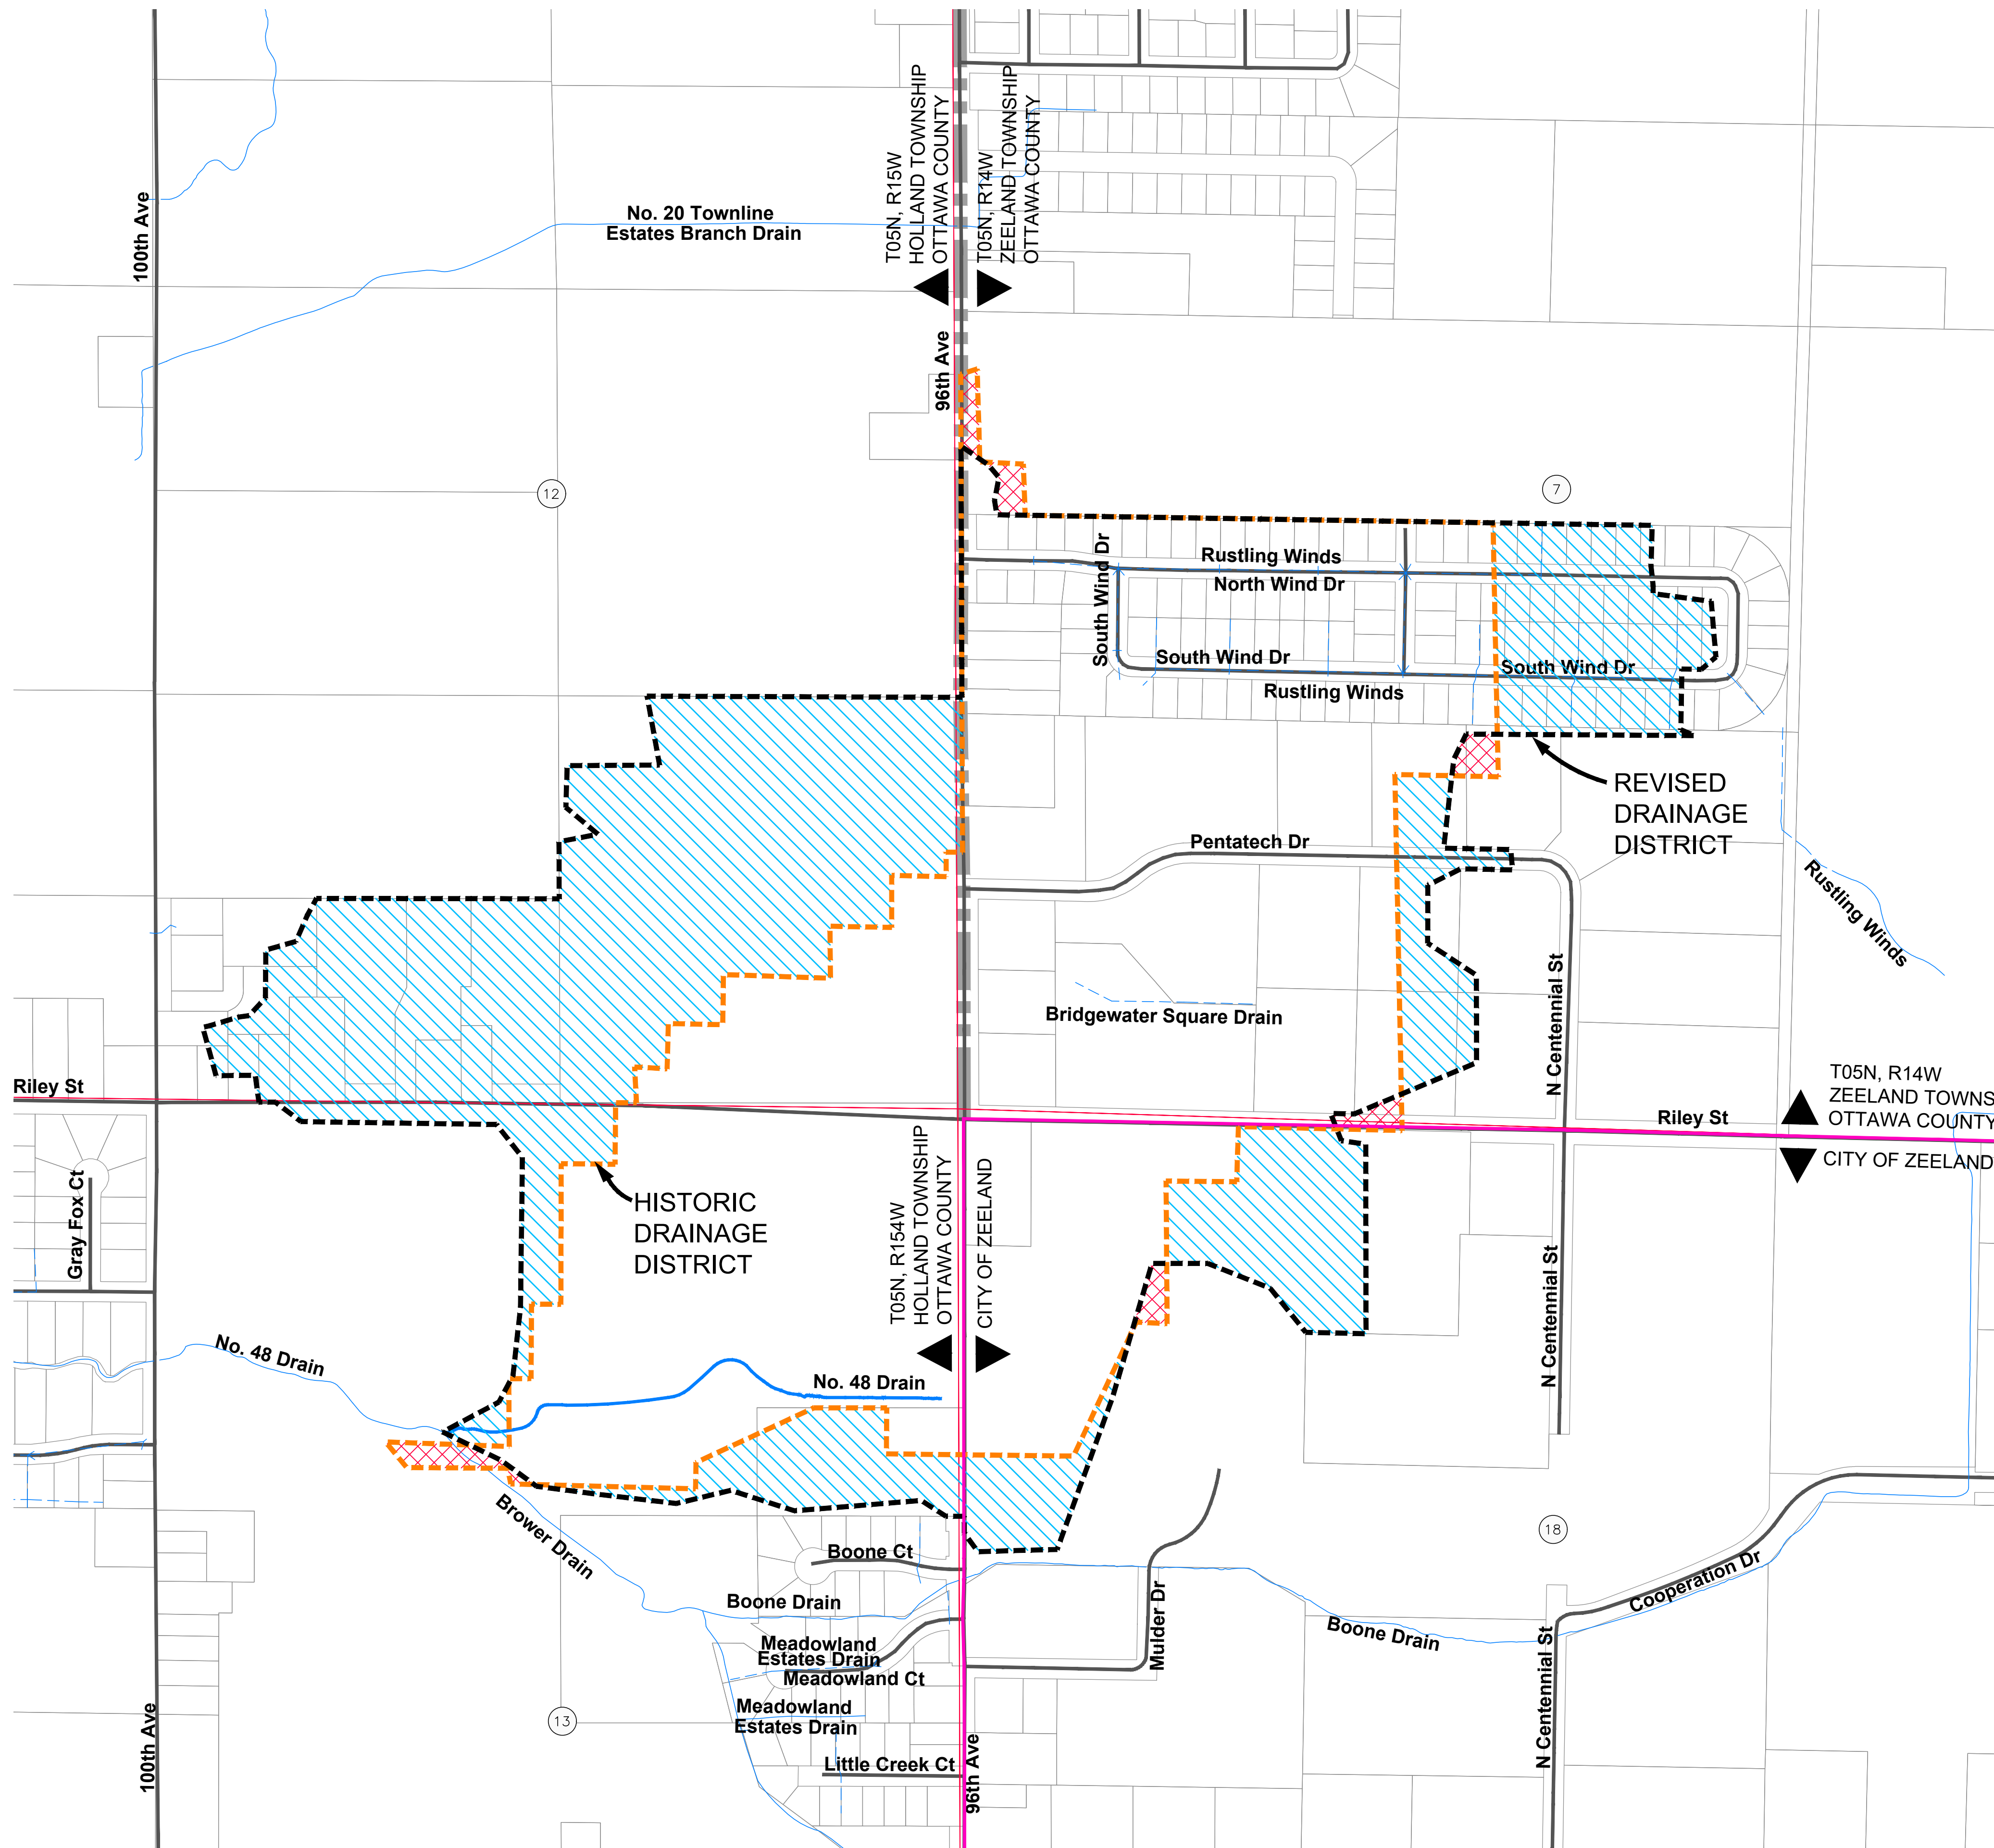 T05N, R15W
HOLLAND TOWNSHIP
OTTAWA COUNTY
T05N, R14W
ZEELAND TOWNSHIP
OTTAWA COUNTY
100th Ave
No. 20 Townline
Estates Branch Drain
96th Ave
12
7
South Wind Dr
Rustling Winds
North Wind Dr
South Wind Dr
South Wind Dr
Rustling Winds
REVISED
DRAINAGE
DISTRICT
Pentatech Dr
Rustling Winds
Bridgewater Square Drain
N Centennial St
Riley St
Riley St
T05N, R14W
ZEELAND TOWNS
OTTAWA COUNTY
CITY OF ZEELAND
Gray Fox Ct
HISTORIC
DRAINAGE
DISTRICT
T05N, R154W
HOLLAND TOWNSHIP
OTTAWA COUNTY
CITY OF ZEELAND
N Centennial St
No. 48 Drain
No. 48 Drain
Brower Drain
18
Boone Ct
Boone Drain
Mulder Dr
Cooperation Dr
Boone Drain
Meadowland
Estates Drain
Meadowland Ct
N Centennial St
Meadowland
Estates Drain
13
100th Ave
Little Creek Ct
96th Ave